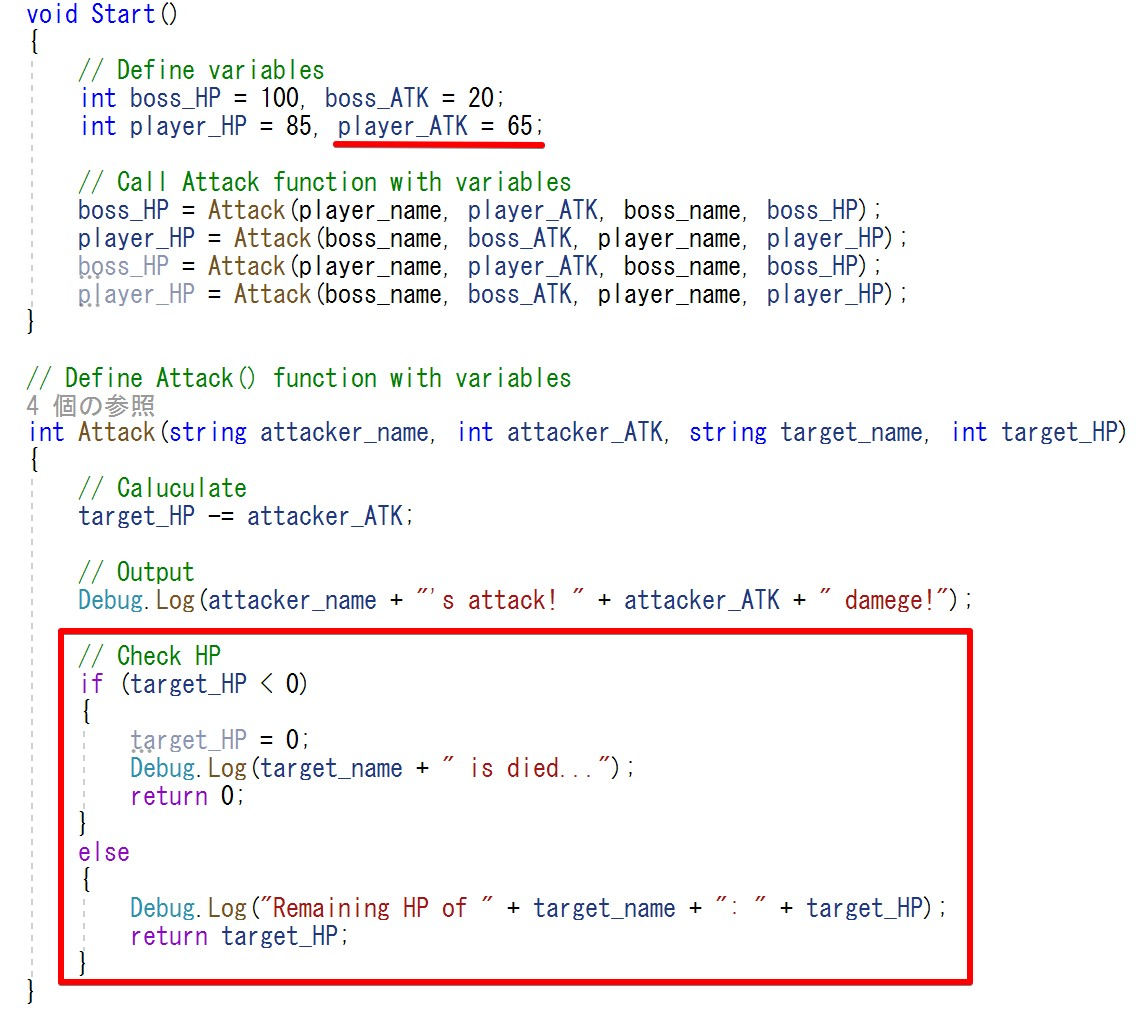 void Start()
{
// Define variables
int boss_HP = 100, boss_ATK = 20;
int player_HP = 85, player_ATK = 65;
// Call Attack function with variables
boss_HP = Attack(player_name, player_ATK, boss_name, boss_HP);
player_HP = Attack(boss_name, boss_ATK, player_name, player_HP);
boss_HP = Attack(player_name, player_ATK, boss_name, boss_HP);
player_HP = Attack(boss_name, boss_ATK, player_name, player_HP);
}
// Define Attack() function with variables
4 個の参照
int Attack(string attacker_name, int attacker_ATK, string target_name, int target_HP)
{
// Caluculate
target_HP -= attacker_ATK;
// Output
Debug.Log(attacker_name + "'s attack! " + attacker_ATK + " damege!");
// Check HP
if (target_HP < 0)
{
target_HP = 0;
Debug.Log(target_name + " is died...");
return 0;
}
else
{
Debug.Log("Remaining HP of " + target_name + ": " + target_HP);
return target_HP;
}
}